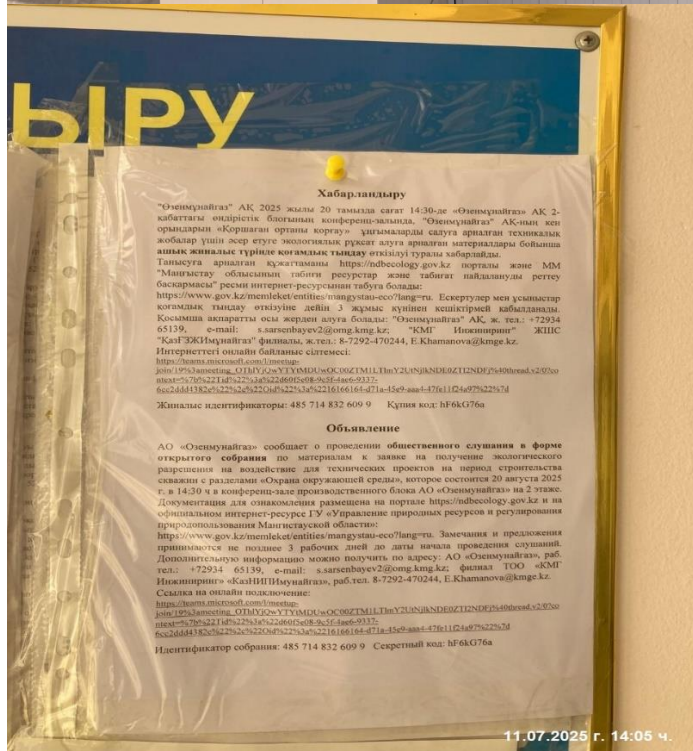 ЫРУ
Хабарландыру
"Өзенмұнайгаз" АҚ 2025 жылы 20 тамызда сағат 14:30-де «Өзенмұнайгаз» АҚ 2-
қабаттағы өндірістік блогының конференц-залында, "Өзенмұнайгаз" АҚ-ның кен
орындарын «Қоршаған ортаны қорғау» ұңғымаларды салуға арналған техникалық
жобалар үшін әсер етуге экологиялық рұқсат алуға арналған материалдары бойынша
ашық жиналыс түрінде қоғамдық тыңдау өткізілуі туралы хабарлайды.
Танысуға арналған құжаттаманы https://ndbecology.gov.kz порталы және ММ
"Маңғыстау облысының табиғи ресурстар және табиғат пайдалануды реттеу
басқармасы" ресми интернет-ресурсынан табуға болады:
https://www.gov.kz/memleket/entities/mangystau-eco?lang=ru. Ескертулер мен ұсыныстар
қоғамдық тыңдау өткізуіне дейін 3 жұмыс күнінен кешіктірмей қабылданады.
Қосымша ақпаратты осы жерден алуға болады: "Өзенмұнайгаз" АҚ, ж. тел.: +72934
65139, e-mail: s.sarsenbayev2@omg.kmg.kz; "КМГ Инжиниринг" ЖШС
"ҚазҒЗЖИмұнайгаз" филиалы, ж.тел.: 8-7292-470244, E.Khamanova@kmge.kz.
Интернеттегі онлайн байланыс сілтемесі:
https://teams.microsoft.com/l/meetup-
Жиналыс идентификаторы: 485 714 832 609 9 Құпия код: hF6kG76a
Объявление
АО «Озенмунайгаз» сообщает о проведении общественного слушания в форме
открытого собрания по материалам к заявке на получение экологического
разрешения на воздействие для технических проектов на период строительства
скважин с разделами «Охрана окружающей среды», которое состоится 20 августа 2025
г. в 14:30 ч в конференц-зале производственного блока АО «Озенмунайгаз» на 2 этаже.
Документация для ознакомления размещена на портале https://ndbecology.gov.kz и на
официальном интернет-ресурсе ГУ «Управление природных ресурсов и регулирования
природопользования Мангистауской области»:
https://www.gov.kz/memleket/entities/mangystau-eco?lang=ru. Замечания и предложения
принимаются не позднее 3 рабочих дней до даты начала проведения слушаний.
Дополнительную информацию можно получить по адресу: АО «Озенмунайгаз», раб.
тел.: +72934 65139, e-mail: s.sarsenbayev2@omg.kmg.kz; филиал ТОО «КМГ
Инжиниринг» «КазНИПИмунайгаз», раб.тел. 8-7292-470244, E.Khamanova@kmge.kz.
Ссылка на онлайн подключение:
https://teams.microsoft.com/l/meetup-
Идентификатор собрания: 485 714 832 609 9 Секретный код: hF6kG76a
11.07.2025 г. 14:05 ч.